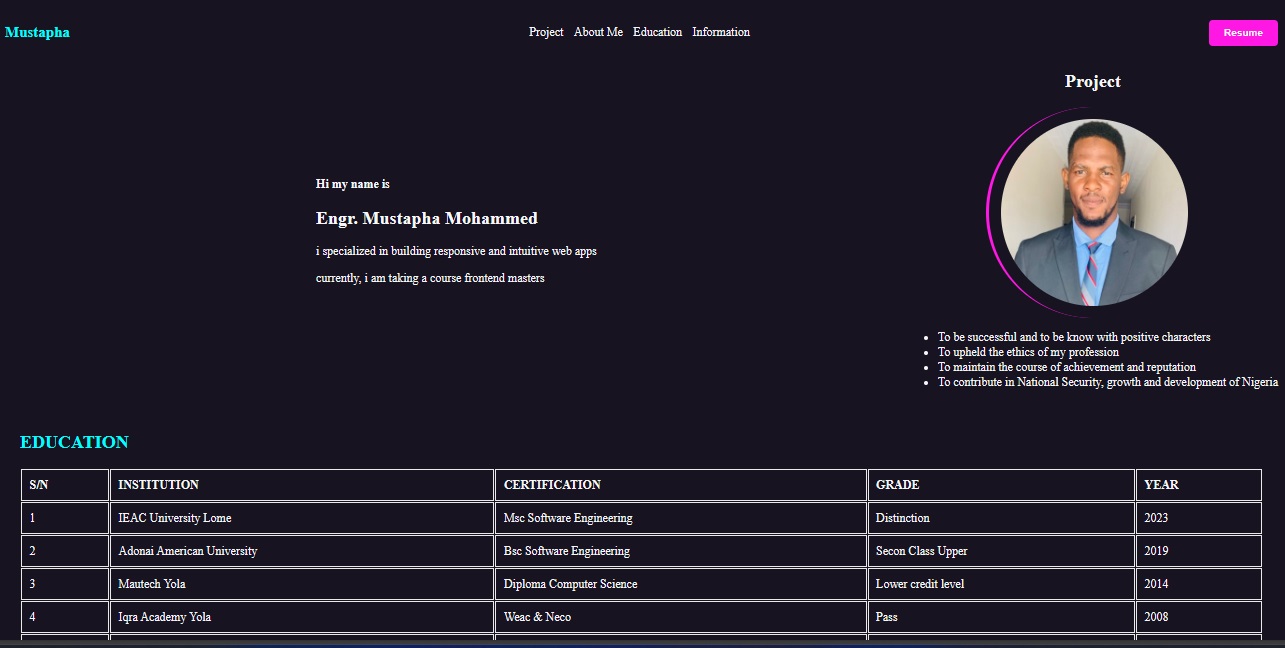 Mustapha
Project About Me Education Information
Resume
Project
Hi my name is
Engr. Mustapha Mohammed
i specialized in building responsive and intuitive web apps
currently, i am taking a course frontend masters
To be successful and to be know with positive characters
To upheld the ethics of my profession
To maintain the course of achievement and reputation
To contribute in National Security, growth and development of Nigeria
EDUCATION
S/N INSTITUTION CERTIFICATION GRADE YEAR
1 IEAC University Lome Msc Software Engineering Distinction 2023
2 Adonai American University Bsc Software Engineering Secon Class Upper 2019
3 Mautech Yola Diploma Computer Science Lower credit level 2014
4 Iqra Academy Yola Weac & Neco Pass 2008